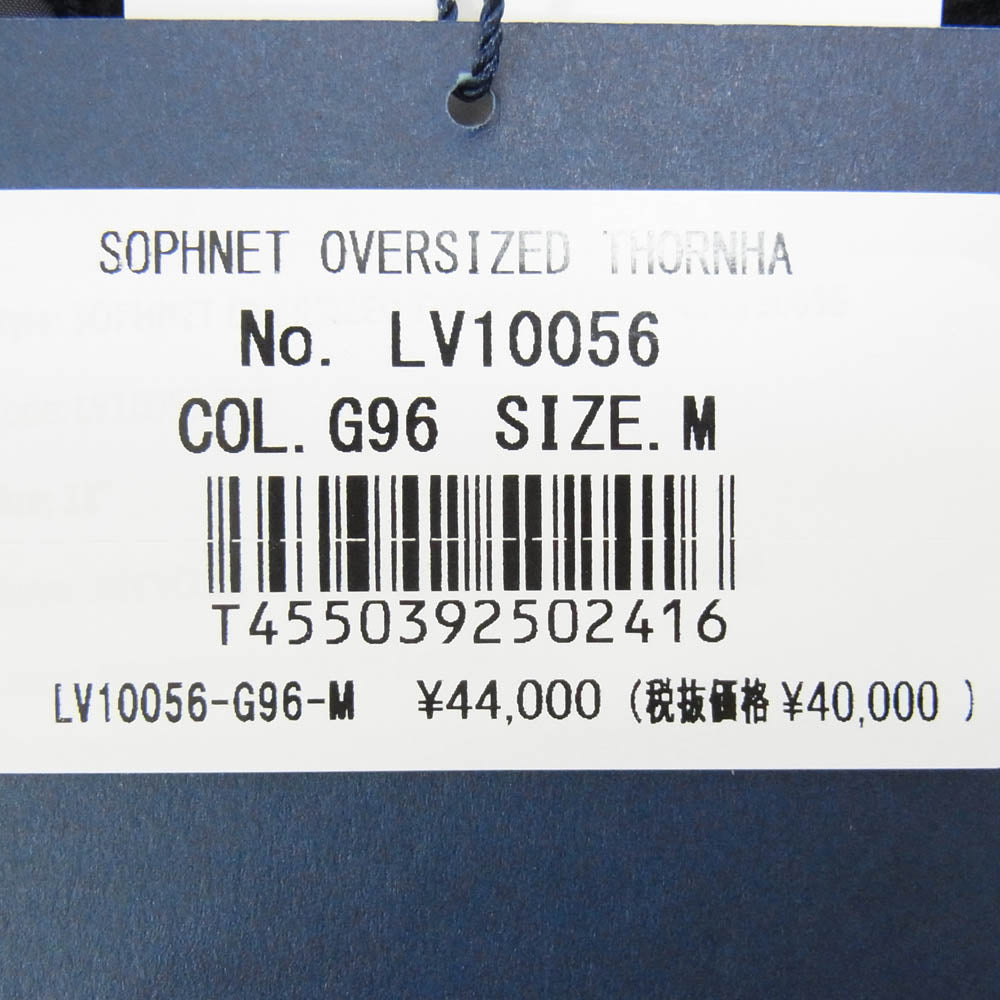 SOPHNET OVERSIZED THORNHA
No. LV10056
COL. G96 SIZE. M
T4550392502416
LV10056-G96-M ¥44,000 (税抜価格 ¥40,000 )